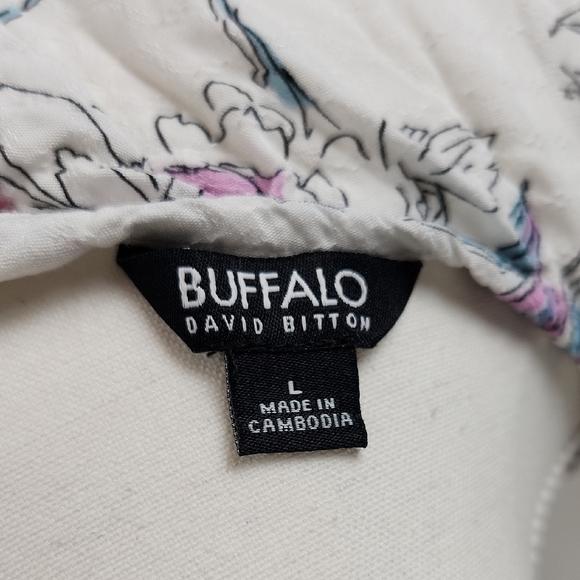 BUFFALO
DAVID BITTON
L
MADE IN
CAMBODIA